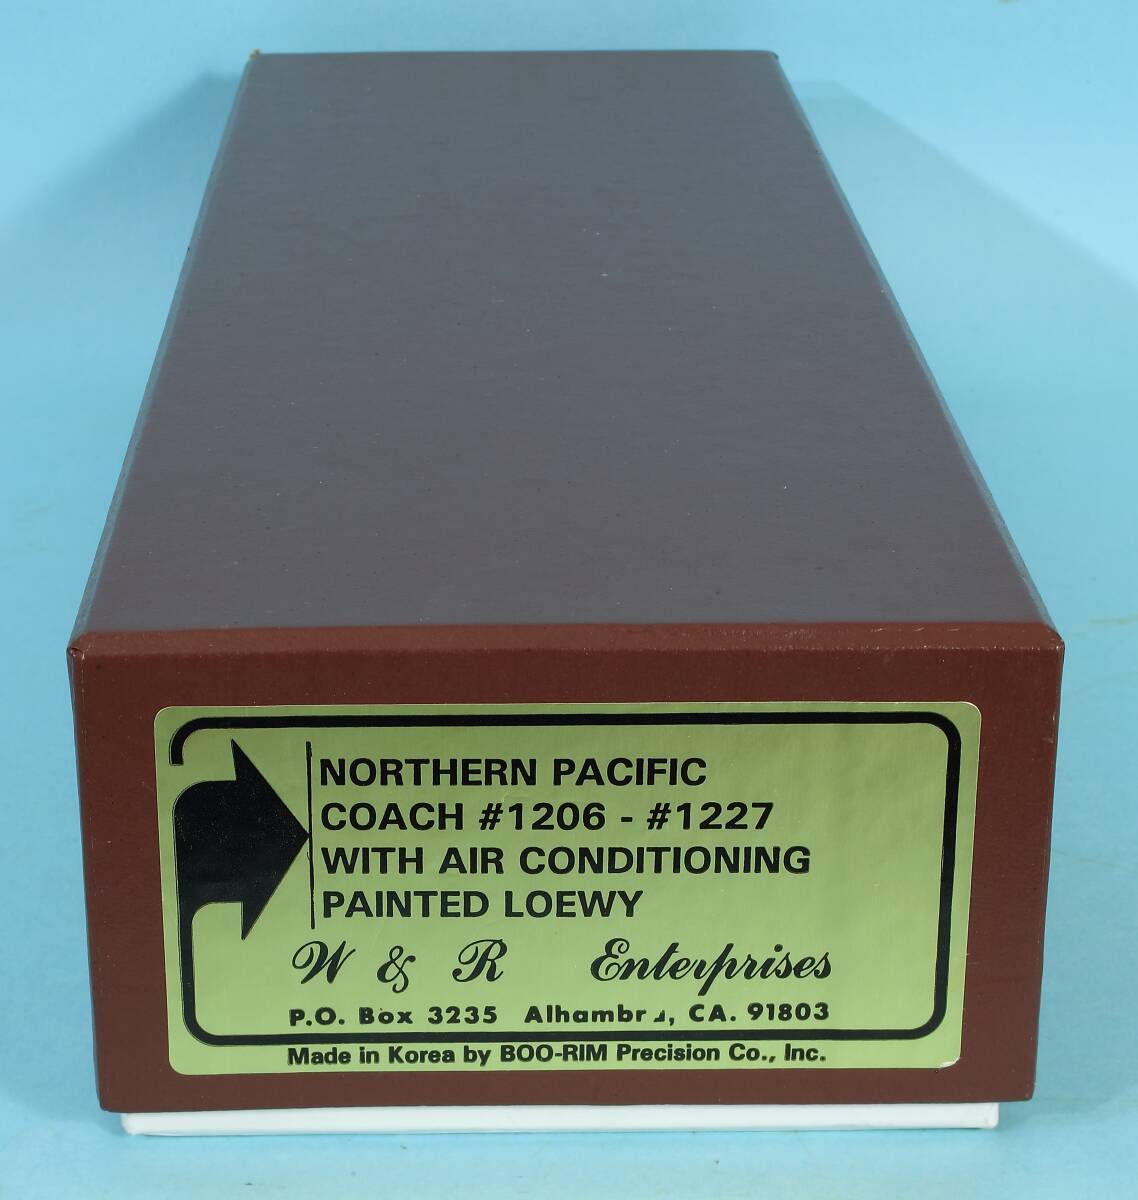 NORTHERN PACIFIC
COACH #1206 - #1227
WITH AIR CONDITIONING
PAINTED LOEWY
W & R Enterprises
P.O. Box 3235 Alhambra, CA. 91803
Made in Korea by BOO-RIM Precision Co., Inc.